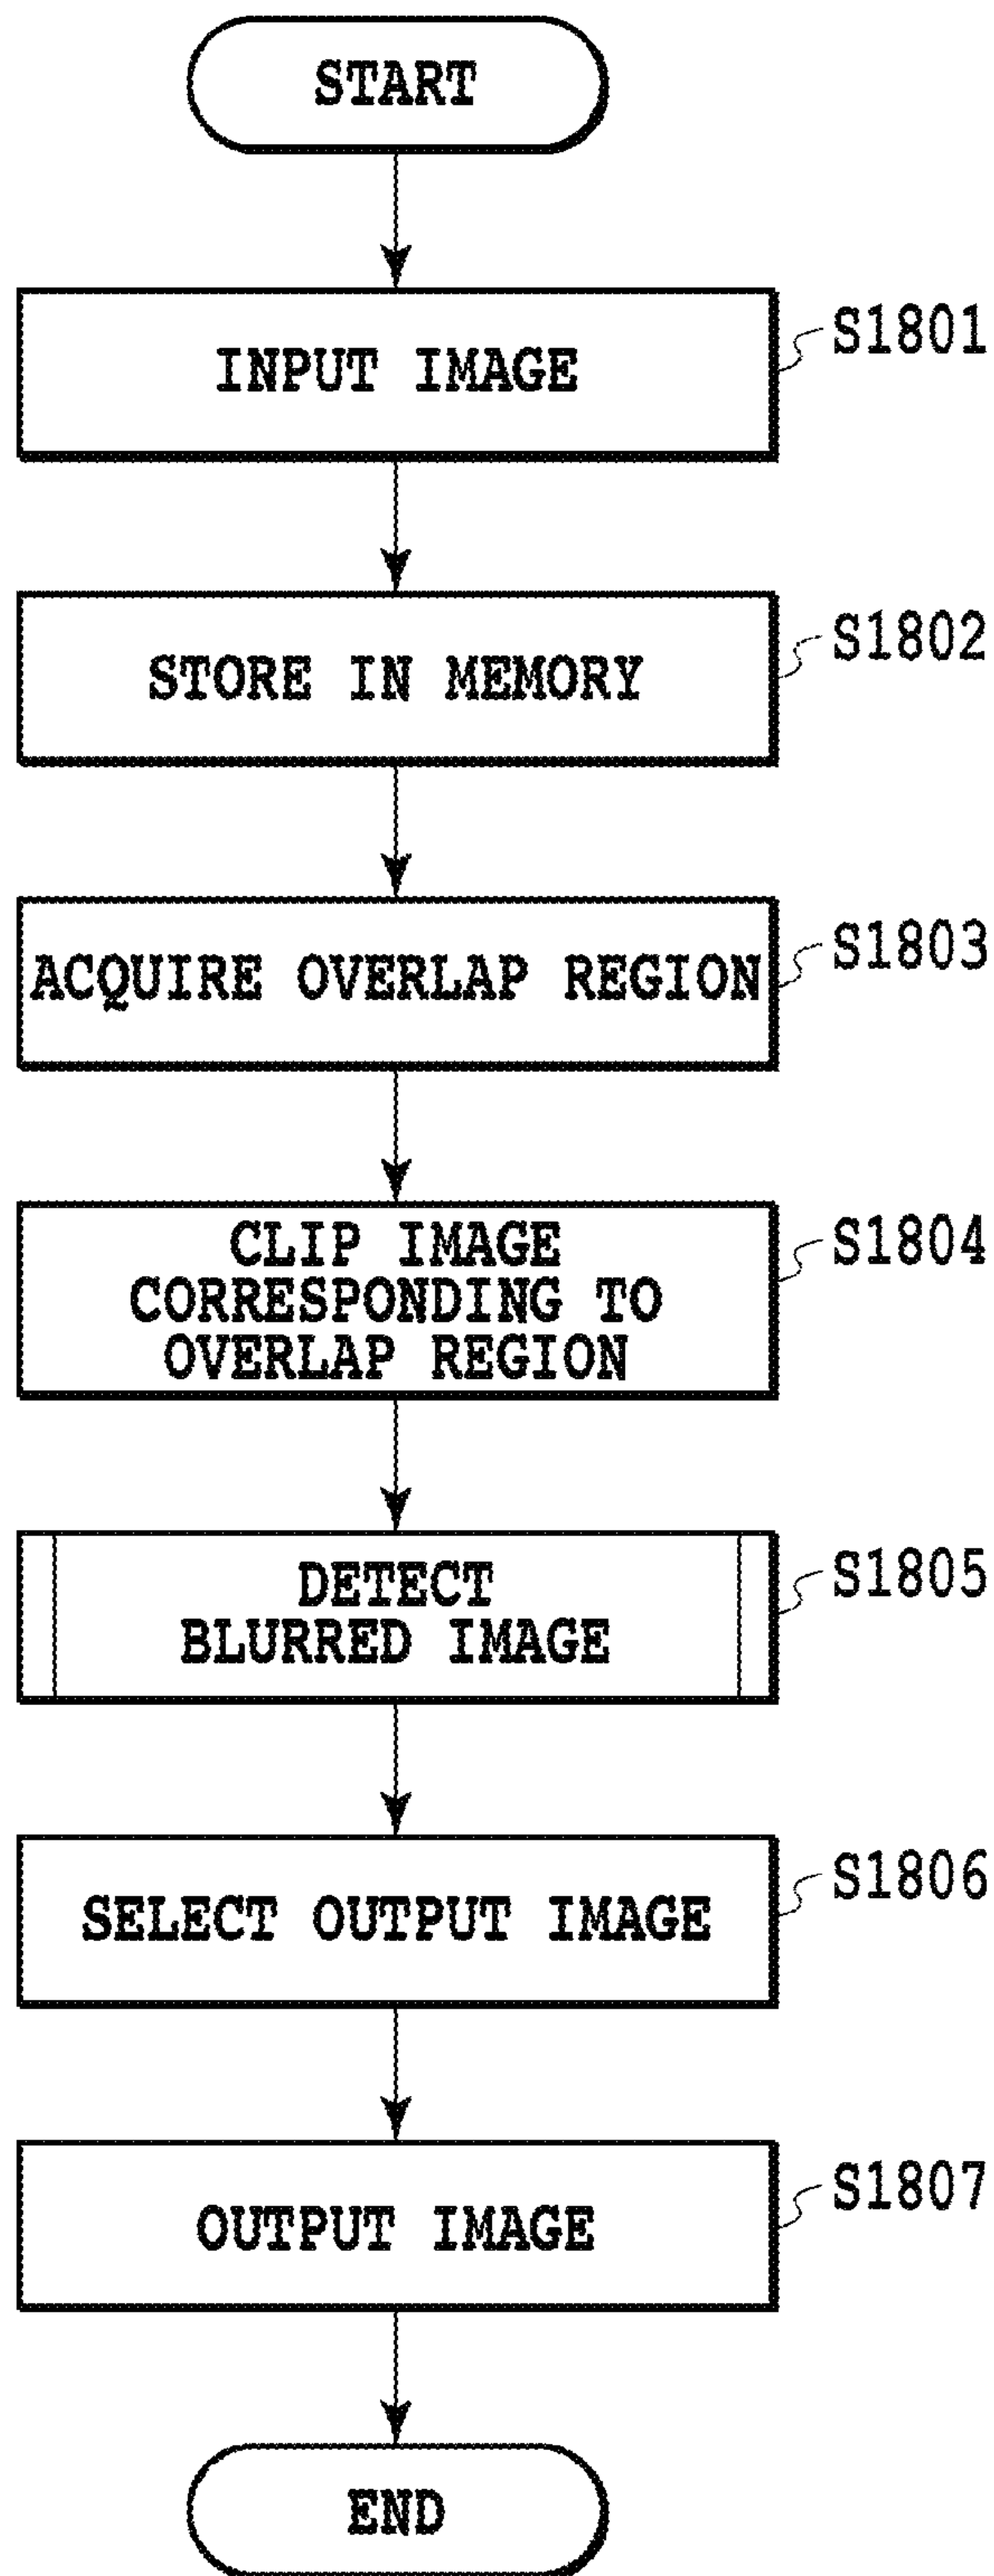 START
INPUT IMAGE
S1801
STORE IN MEMORY
S1802
ACQUIRE OVERLAP REGION
S1803
CLIP IMAGE
CORRESPONDING TO
OVERLAP REGION
S1804
DETECT
BLURRED IMAGE
S1805
SELECT OUTPUT IMAGE
S1806
OUTPUT IMAGE
S1807
END